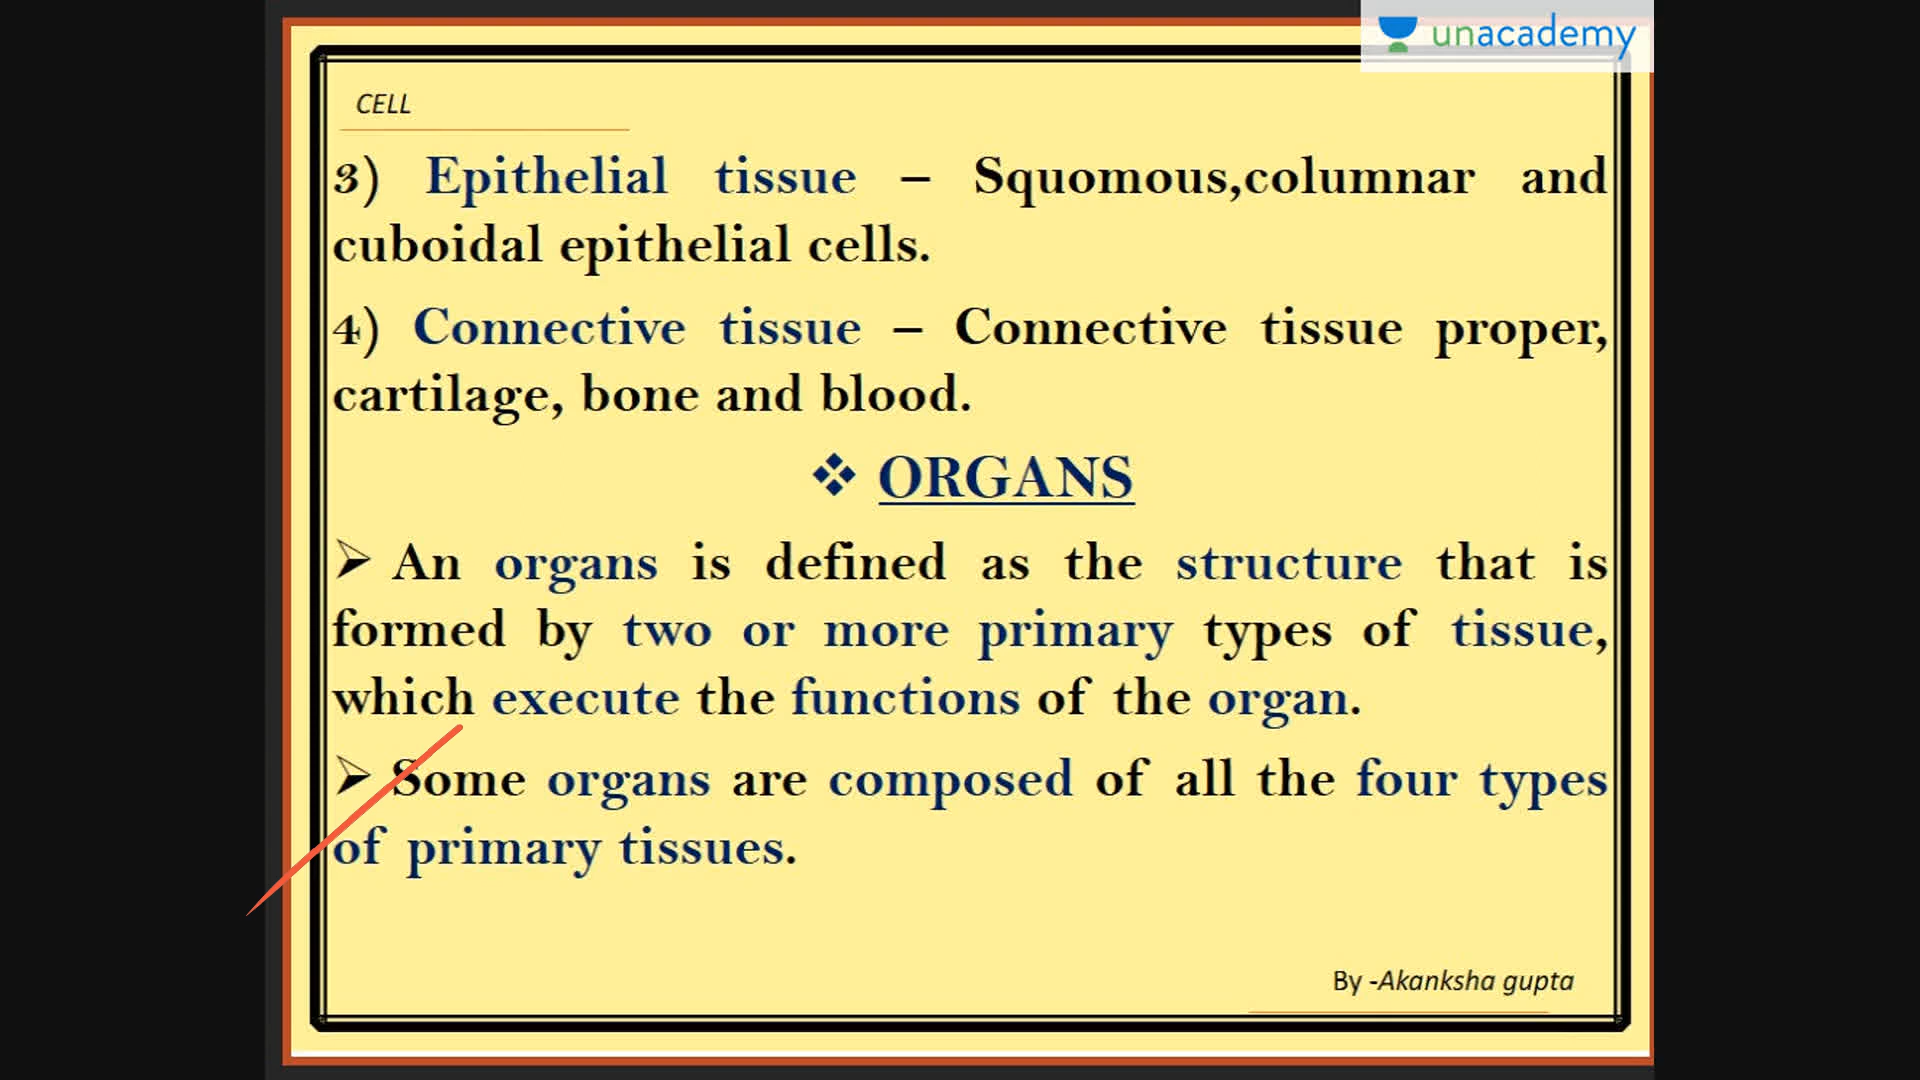 unacademy
CELL
3) Epithelial tissue – Squomous,columnar and
cuboidal epithelial cells.
4) Connective tissue – Connective tissue proper,
cartilage, bone and blood.
❖ ORGANS
➢ An organs is defined as the structure that is
formed by two or more primary types of tissue,
which execute the functions of the organ.
➢ Some organs are composed of all the four types
of primary tissues.
By -Akanksha gupta